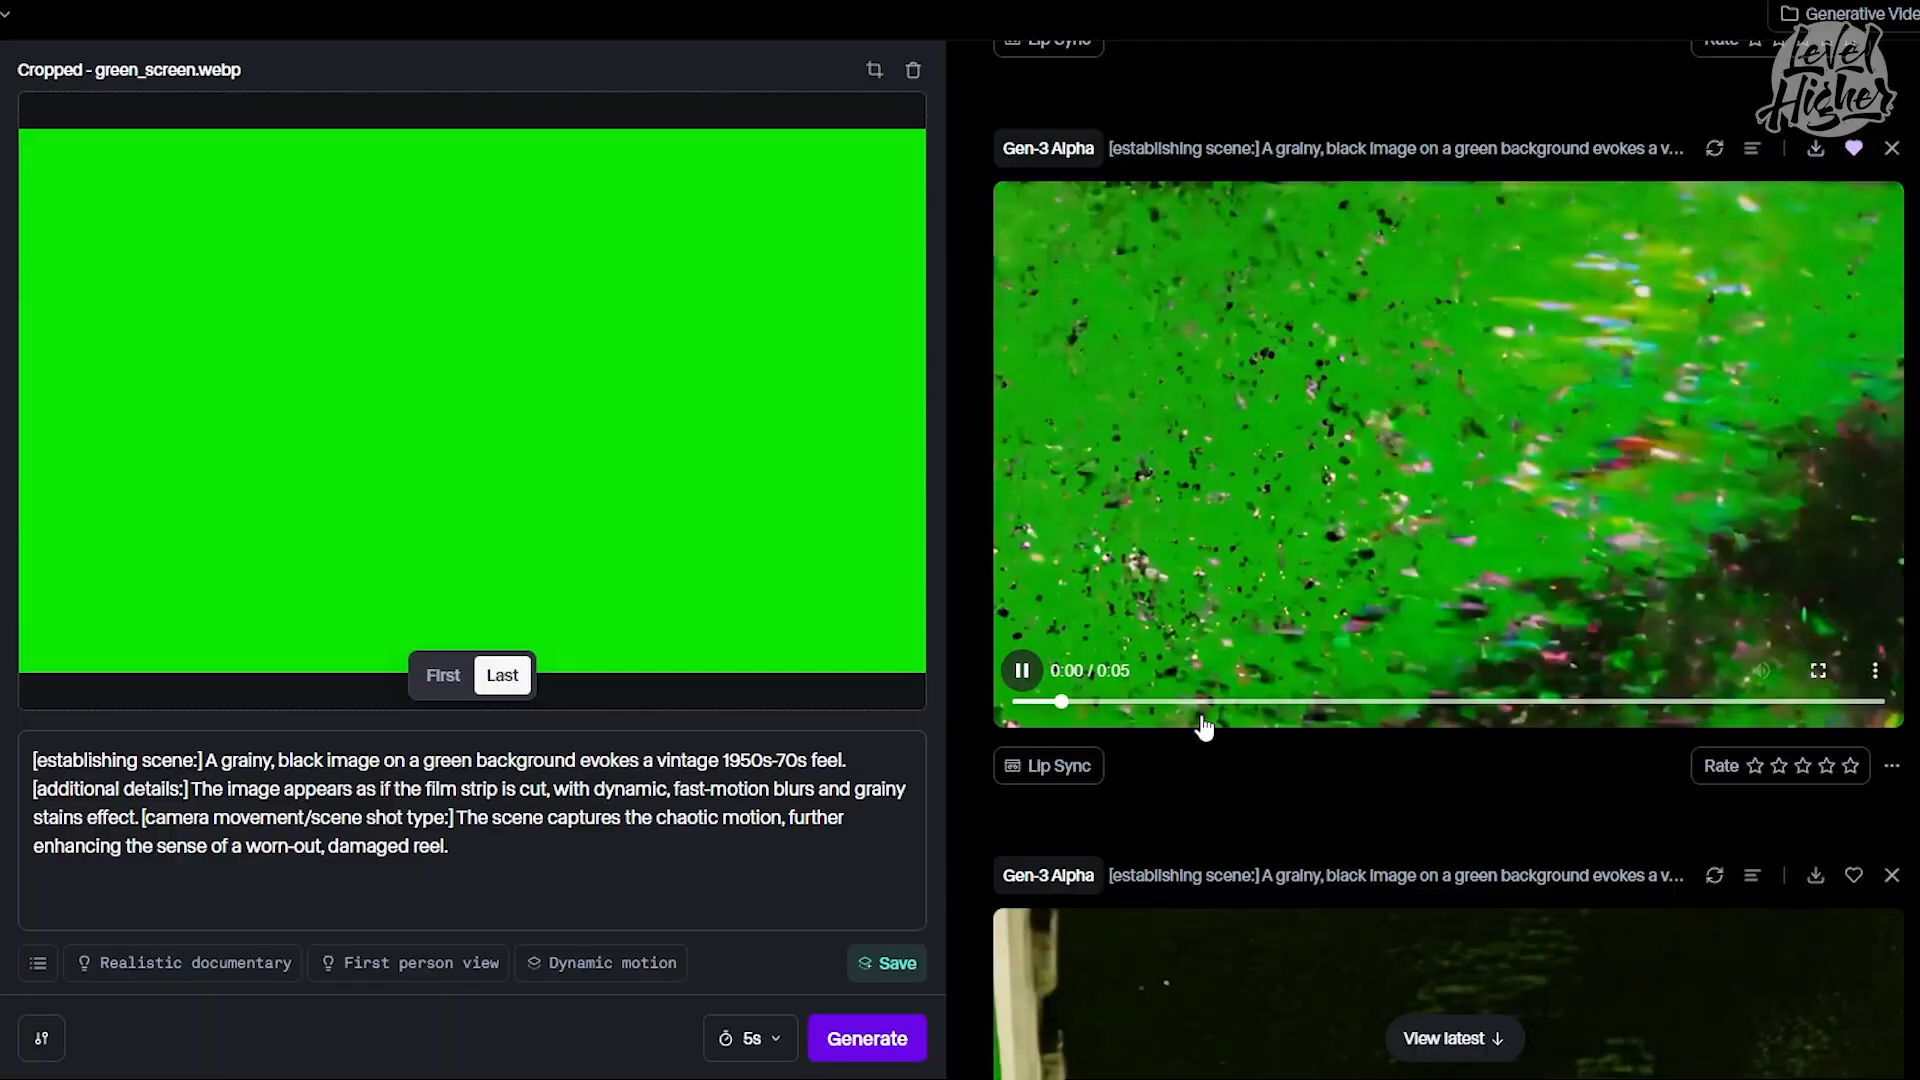 Generative Vide
Level
Higher
Lip Sync
Rate
Cropped - green_screen.webp
Gen-3 Alpha [establishing scene:] A grainy, black image on a green background evokes a v...
First Last
0:00 / 0:05
Lip Sync
Rate
[establishing scene:] A grainy, black image on a green background evokes a vintage 1950s-70s feel.
[additional details:] The image appears as if the film strip is cut, with dynamic, fast-motion blurs and grainy
stains effect. [camera movement/scene shot type:] The scene captures the chaotic motion, further
enhancing the sense of a worn-out, damaged reel.
Gen-3 Alpha [establishing scene:] A grainy, black image on a green background evokes a v...
Realistic documentary First person view Dynamic motion Save
5s Generate
View latest